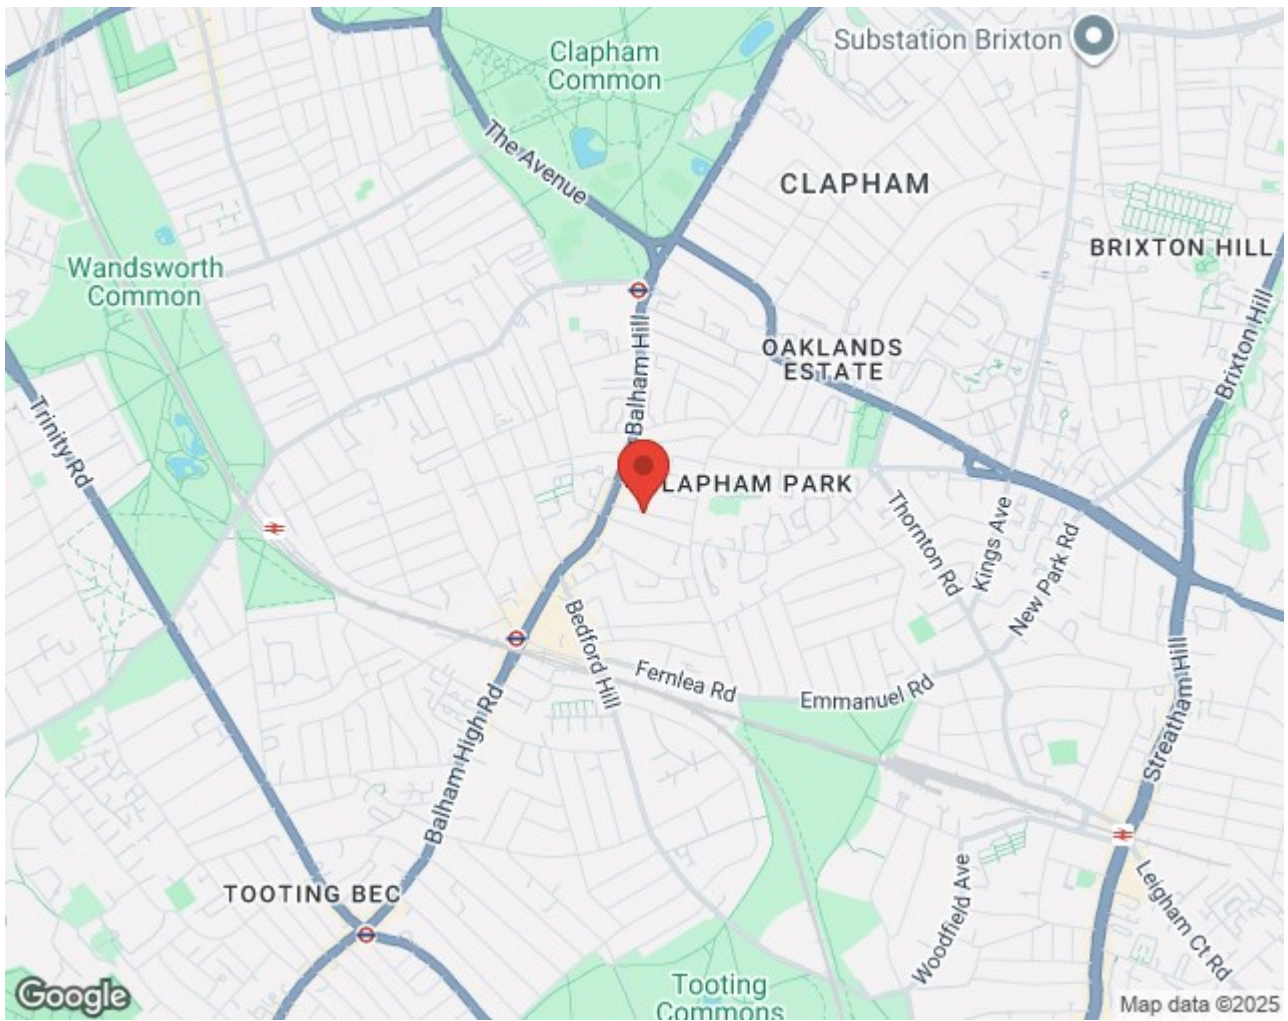 Clapham
Common
Substation Brixton
The Avenue
CLAPHAM
BRIXTON HILL
Wandsworth
Common
Balham Hill
OAKLANDS
ESTATE
Brixton Hill
Trinity Rd
LAPHAM PARK
Thornton Rd
Kings Ave
New Park Rd
Bedford Hill
Fernlea Rd
Emmanuel Rd
Streatham Hill
Balham High Rd
TOOTING BEC
Woodfield Ave
Leigham Ct Rd
Tooting
Commons
Google
Map data ©2025